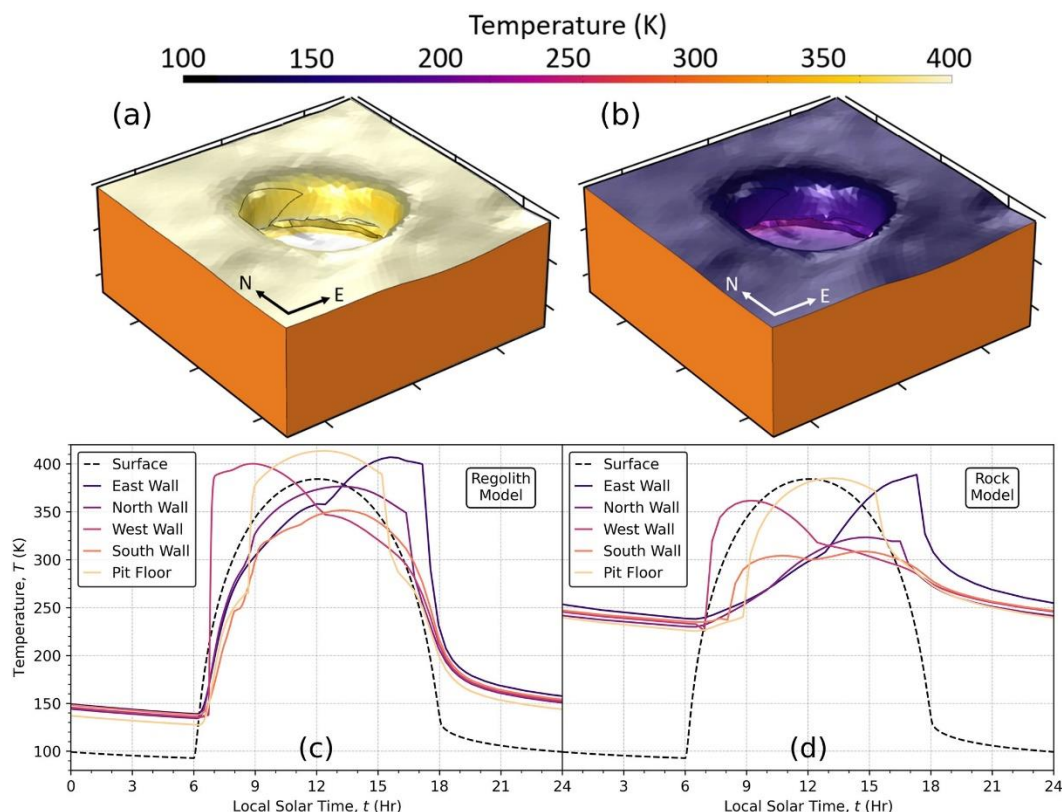 Temperature (K)
100 150 200 250 300 350 400
(a) (b)
N E N E
Temperature, T (K)
400
350
300
250
200
150
100
Surface
East Wall
North Wall
West Wall
South Wall
Pit Floor
Regolith
Model
(c)
0 3 6 9 12 15 18 21 24
Local Solar Time, t (Hr)
Surface
East Wall
North Wall
West Wall
South Wall
Pit Floor
Rock
Model
(d)
3 6 9 12 15 18 21 24
Local Solar Time, t (Hr)